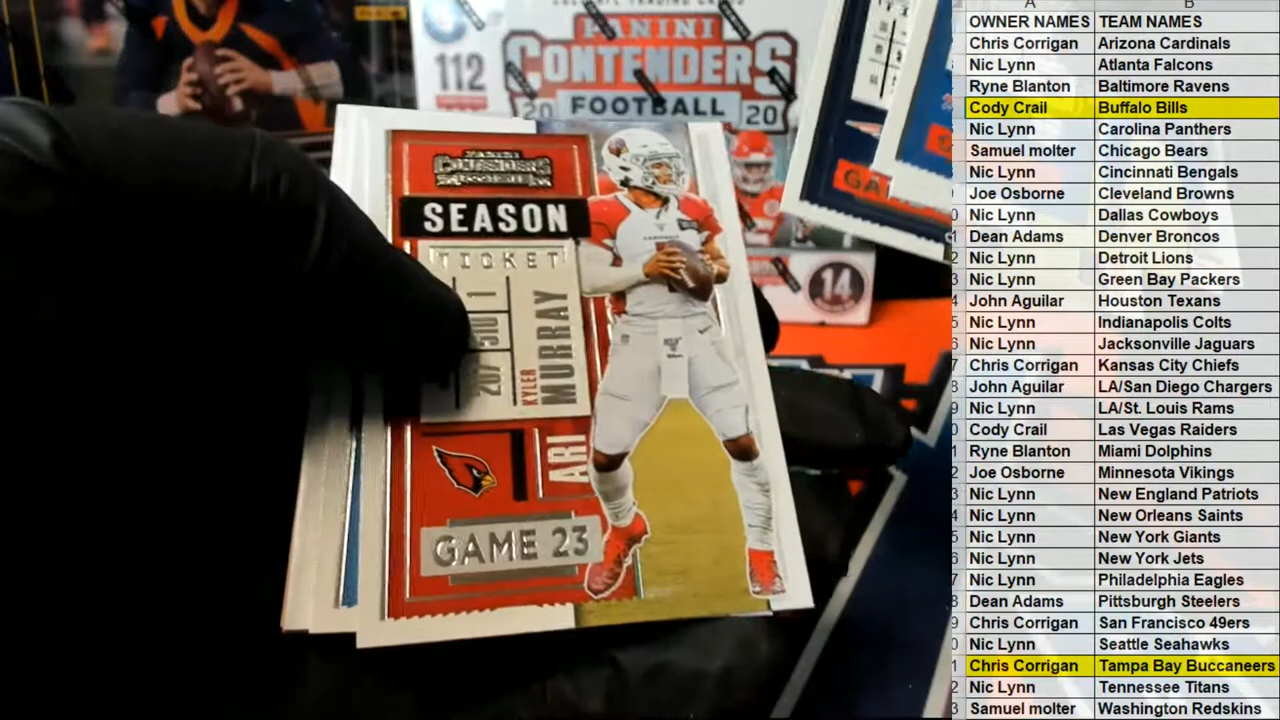 PANINI
CONTENDERS
FOOTBALL
20 20
112
14
GA
PANINI
CONTENDERS
SEASON
TICKET
207 510 1
KYLER
MURRAY
ARI
GAME 23
A B
OWNER NAMES TEAM NAMES
Chris Corrigan Arizona Cardinals
Nic Lynn Atlanta Falcons
Ryne Blanton Baltimore Ravens
Cody Crail Buffalo Bills
Nic Lynn Carolina Panthers
Samuel molter Chicago Bears
Nic Lynn Cincinnati Bengals
Joe Osborne Cleveland Browns
Nic Lynn Dallas Cowboys
Dean Adams Denver Broncos
Nic Lynn Detroit Lions
Nic Lynn Green Bay Packers
John Aguilar Houston Texans
Nic Lynn Indianapolis Colts
Nic Lynn Jacksonville Jaguars
Chris Corrigan Kansas City Chiefs
John Aguilar LA/San Diego Chargers
Nic Lynn LA/St. Louis Rams
Cody Crail Las Vegas Raiders
Ryne Blanton Miami Dolphins
Joe Osborne Minnesota Vikings
Nic Lynn New England Patriots
Nic Lynn New Orleans Saints
Nic Lynn New York Giants
Nic Lynn New York Jets
Nic Lynn Philadelphia Eagles
Dean Adams Pittsburgh Steelers
Chris Corrigan San Francisco 49ers
Nic Lynn Seattle Seahawks
Chris Corrigan Tampa Bay Buccaneers
Nic Lynn Tennessee Titans
Samuel molter Washington Redskins